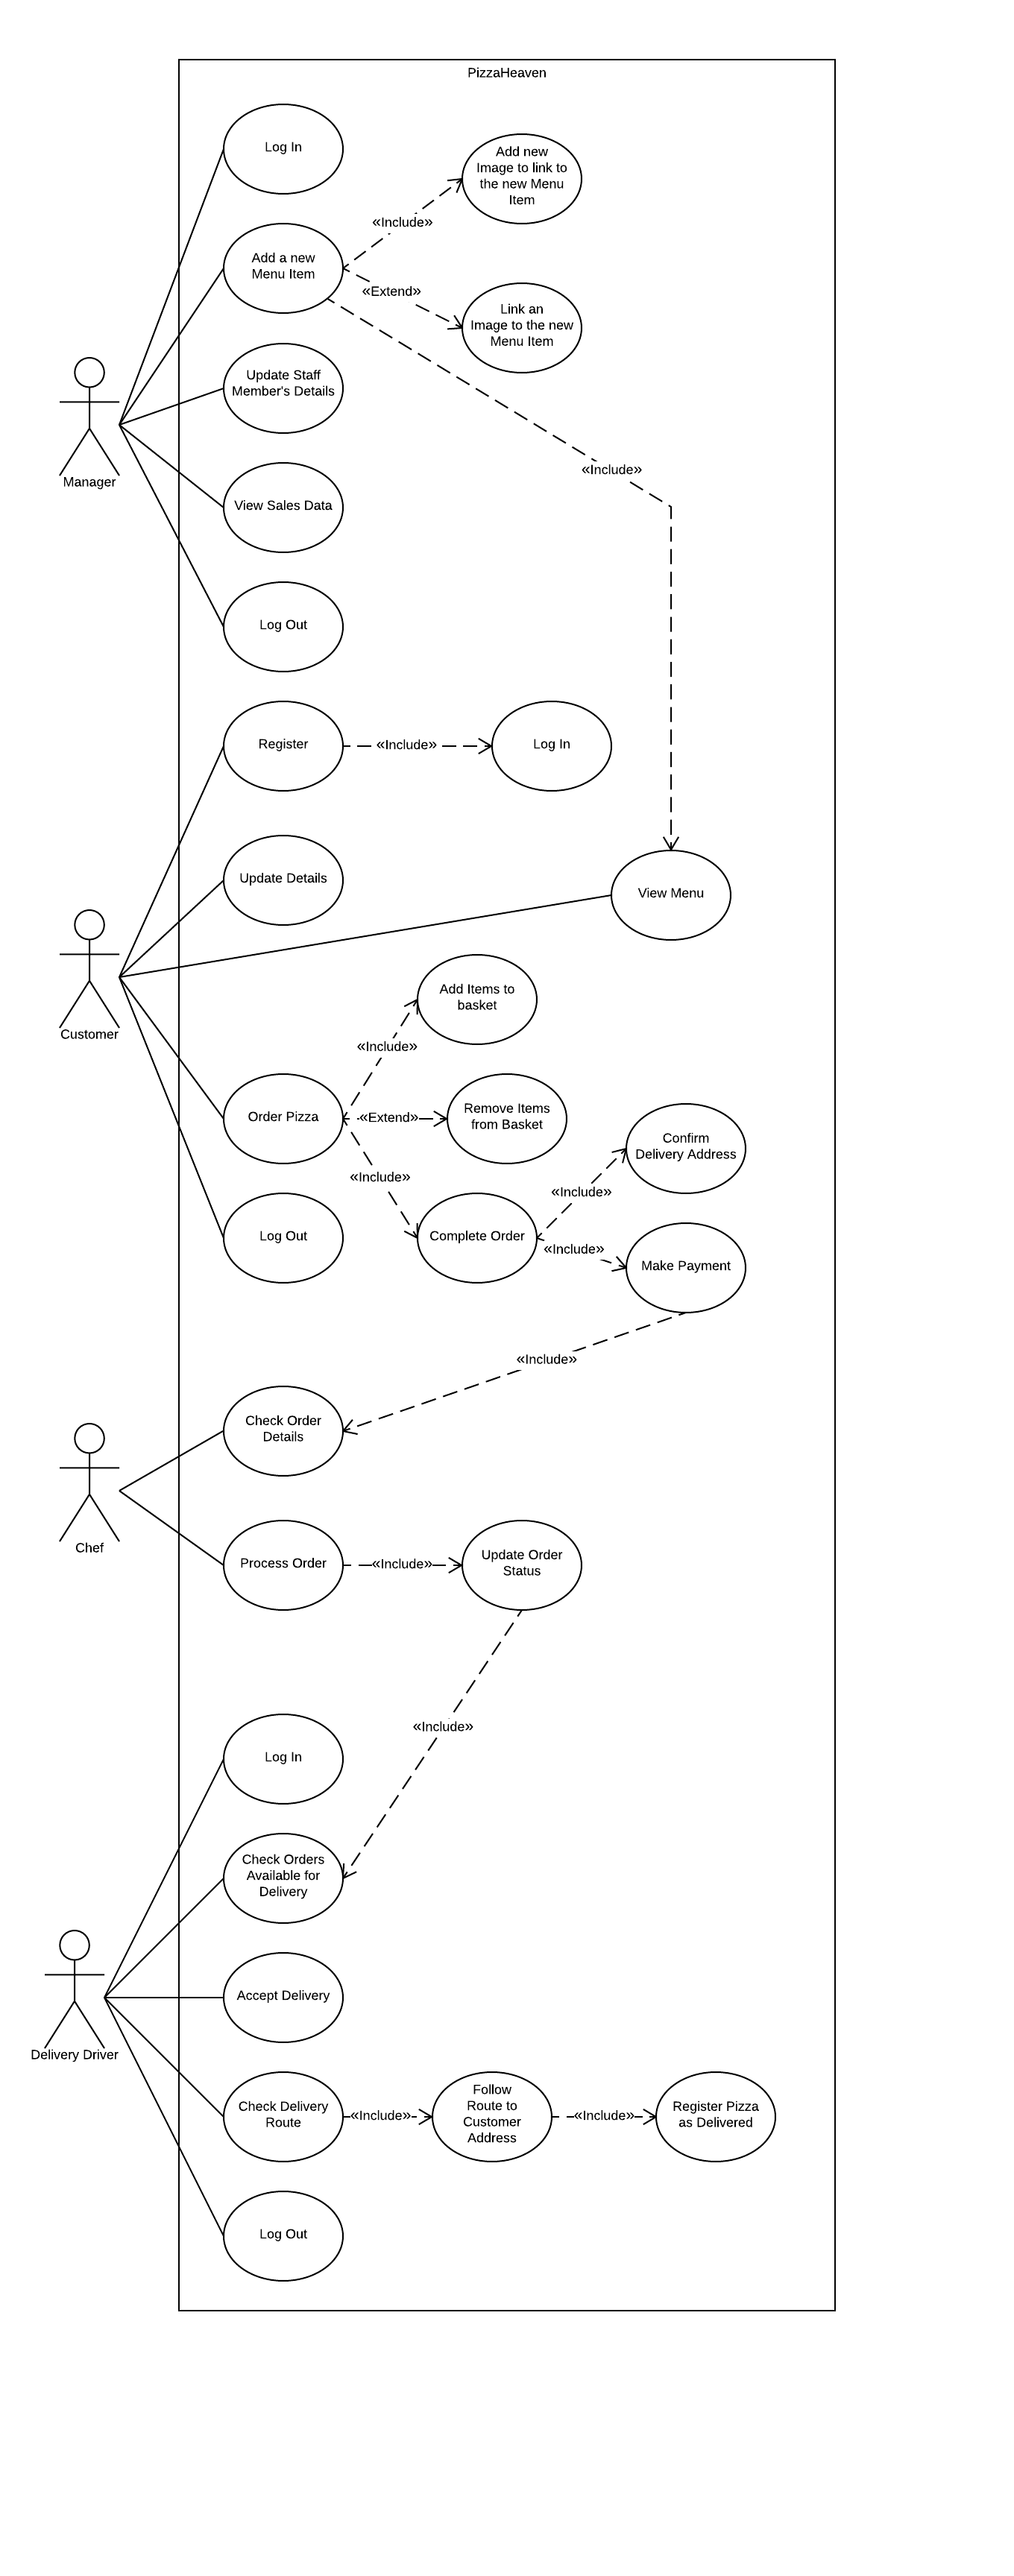 PizzaHeaven
Log In
Add new
Image to link to
the new Menu
Item
«Include»
Add a new
Menu Item
«Extend»
Link an
Image to the new
Menu Item
Update Staff
Member's Details
«Include»
Manager
View Sales Data
Log Out
Register
«Include»
Log In
Update Details
View Menu
Customer
Add Items to
basket
«Include»
Order Pizza
«Extend»
Remove Items
from Basket
Confirm
Delivery Address
«Include»
«Include»
Log Out
Complete Order
«Include»
Make Payment
«Include»
Check Order
Details
Chef
Process Order
«Include»
Update Order
Status
«Include»
Log In
Check Orders
Available for
Delivery
Accept Delivery
Delivery Driver
Check Delivery
Route
«Include»
Follow
Route to
Customer
Address
«Include»
Register Pizza
as Delivered
Log Out